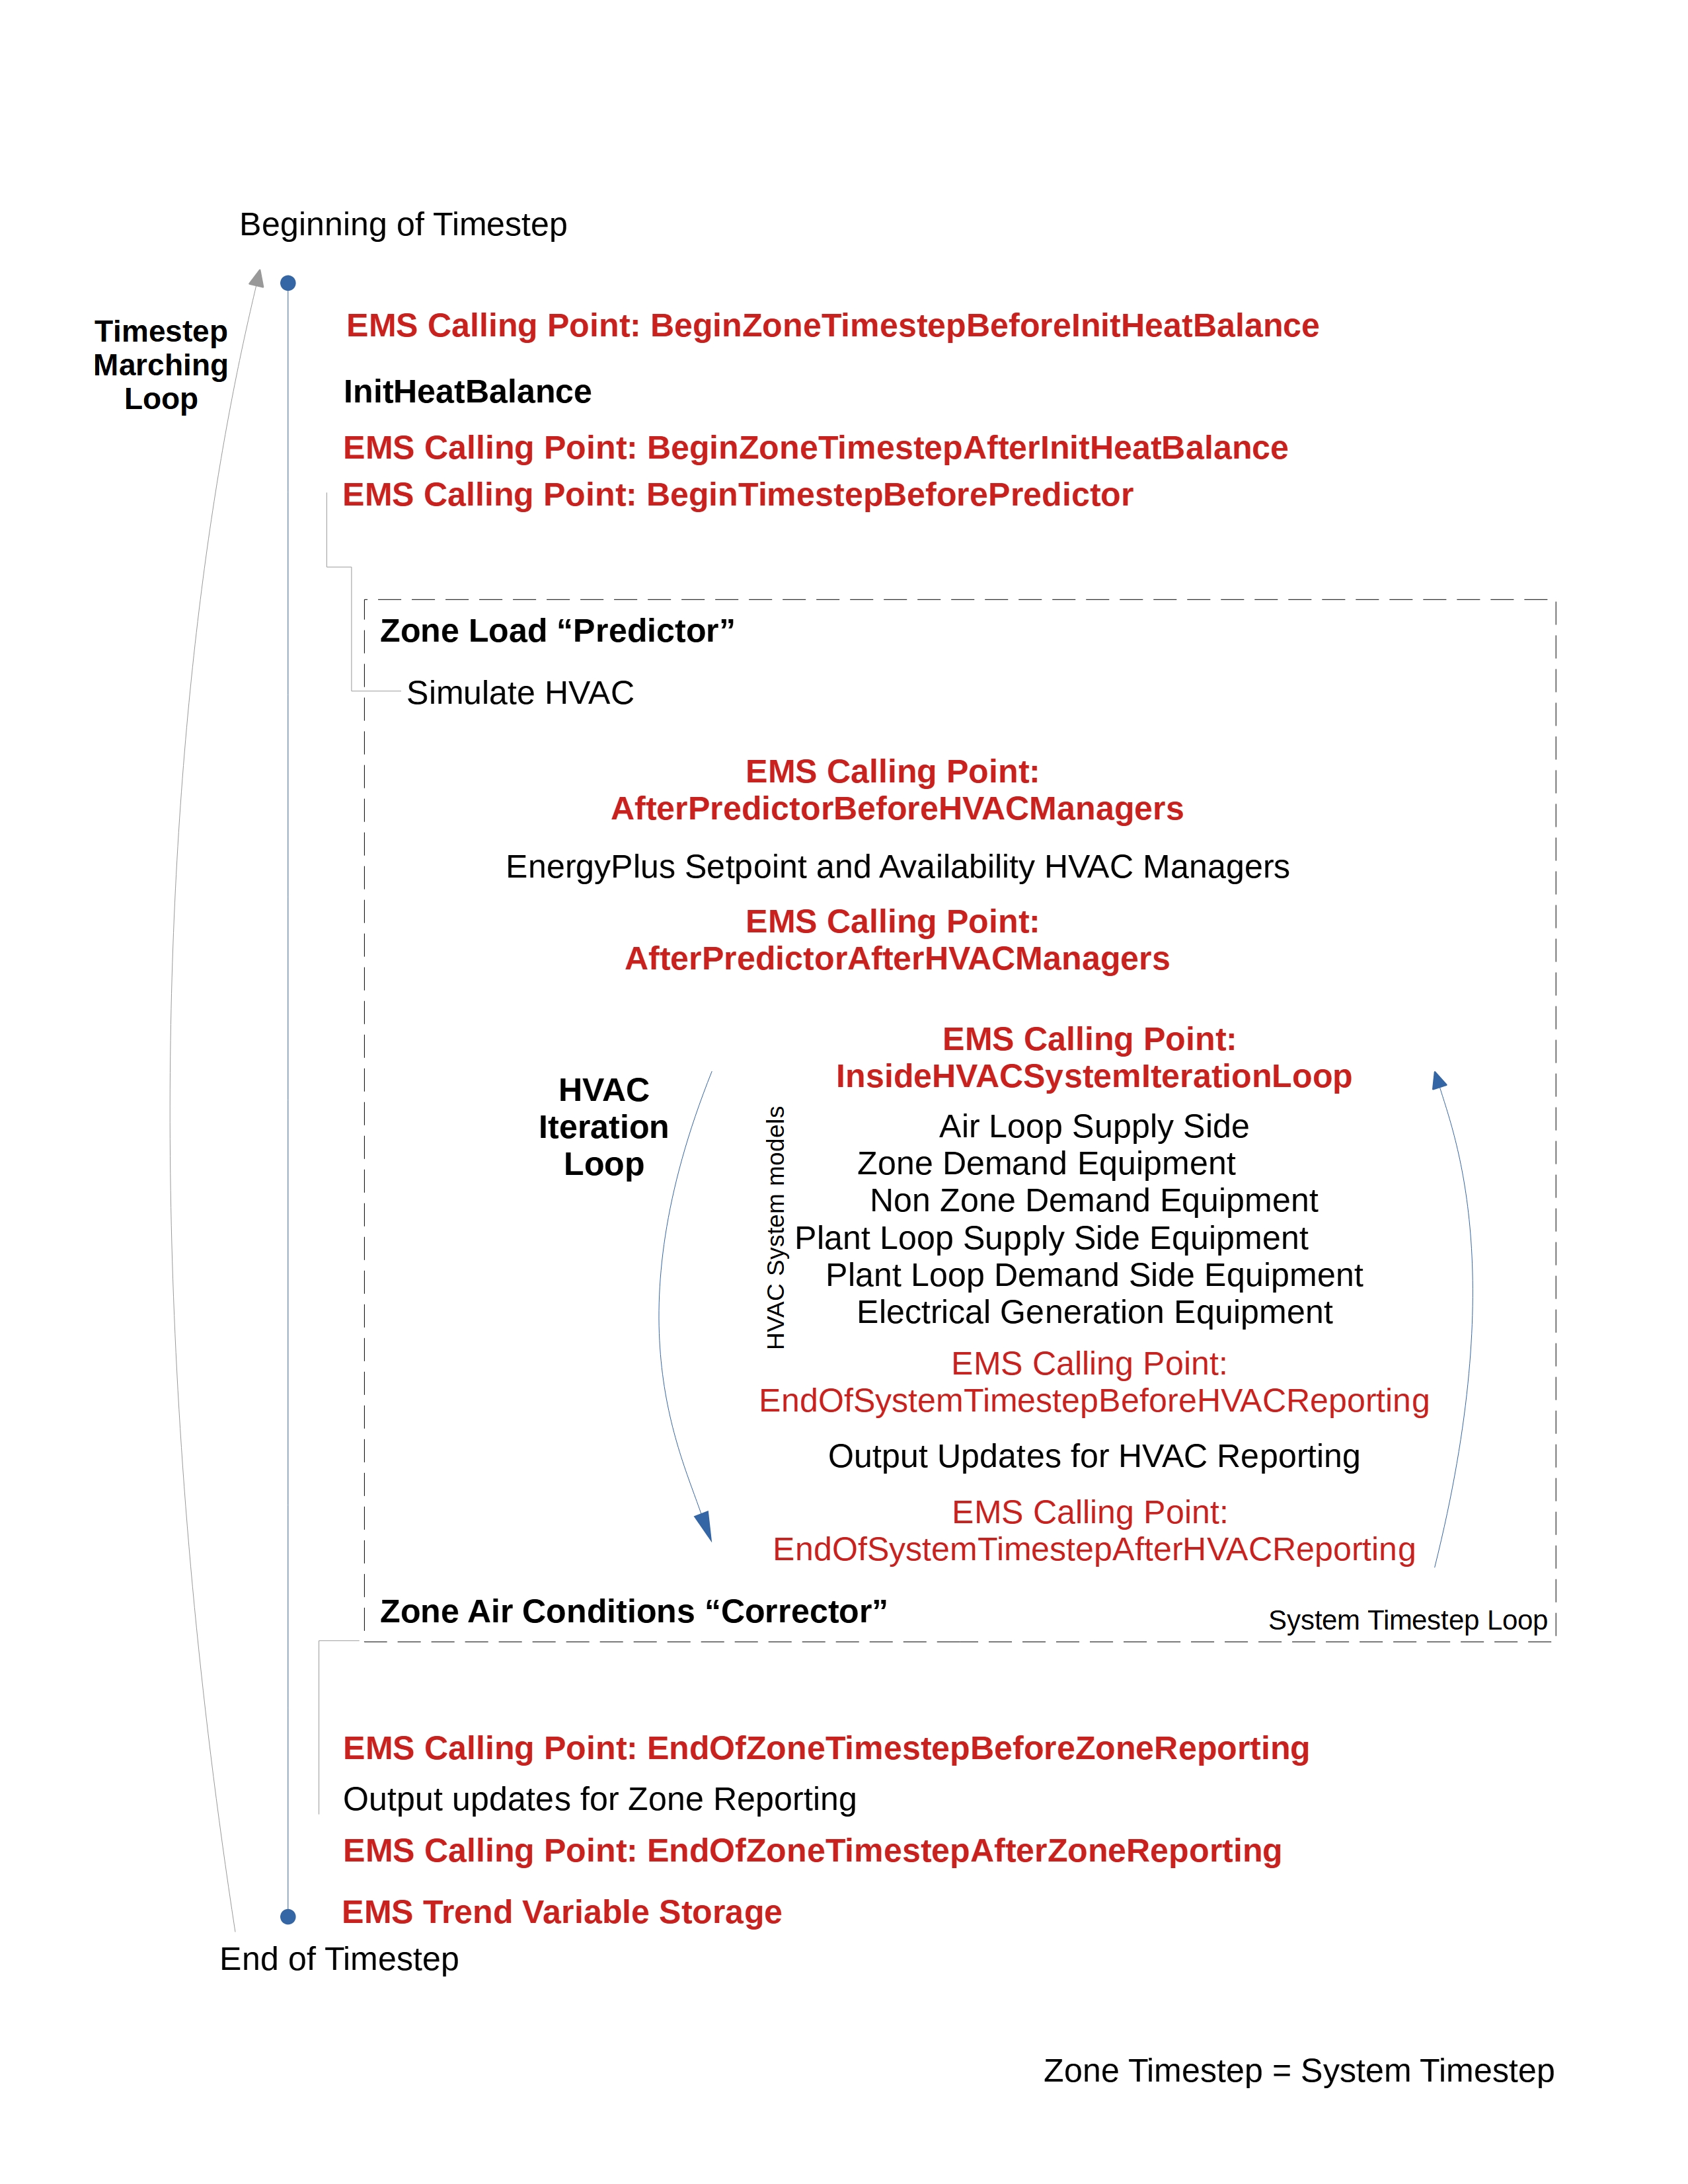 Beginning of Timestep
Timestep
Marching
Loop
EMS Calling Point: BeginZoneTimestepBeforeInitHeatBalance
InitHeatBalance
EMS Calling Point: BeginZoneTimestepAfterInitHeatBalance
EMS Calling Point: BeginTimestepBeforePredictor
Zone Load “Predictor”
Simulate HVAC
EMS Calling Point:
AfterPredictorBeforeHVACManagers
EnergyPlus Setpoint and Availability HVAC Managers
EMS Calling Point:
AfterPredictorAfterHVACManagers
HVAC
Iteration
Loop
HVAC System models
EMS Calling Point:
InsideHVACSystemIterationLoop
Air Loop Supply Side
Zone Demand Equipment
Non Zone Demand Equipment
Plant Loop Supply Side Equipment
Plant Loop Demand Side Equipment
Electrical Generation Equipment
EMS Calling Point:
EndOfSystemTimestepBeforeHVACReporting
Output Updates for HVAC Reporting
EMS Calling Point:
EndOfSystemTimestepAfterHVACReporting
Zone Air Conditions “Corrector”
System Timestep Loop
EMS Calling Point: EndOfZoneTimestepBeforeZoneReporting
Output updates for Zone Reporting
EMS Calling Point: EndOfZoneTimestepAfterZoneReporting
EMS Trend Variable Storage
End of Timestep
Zone Timestep = System Timestep